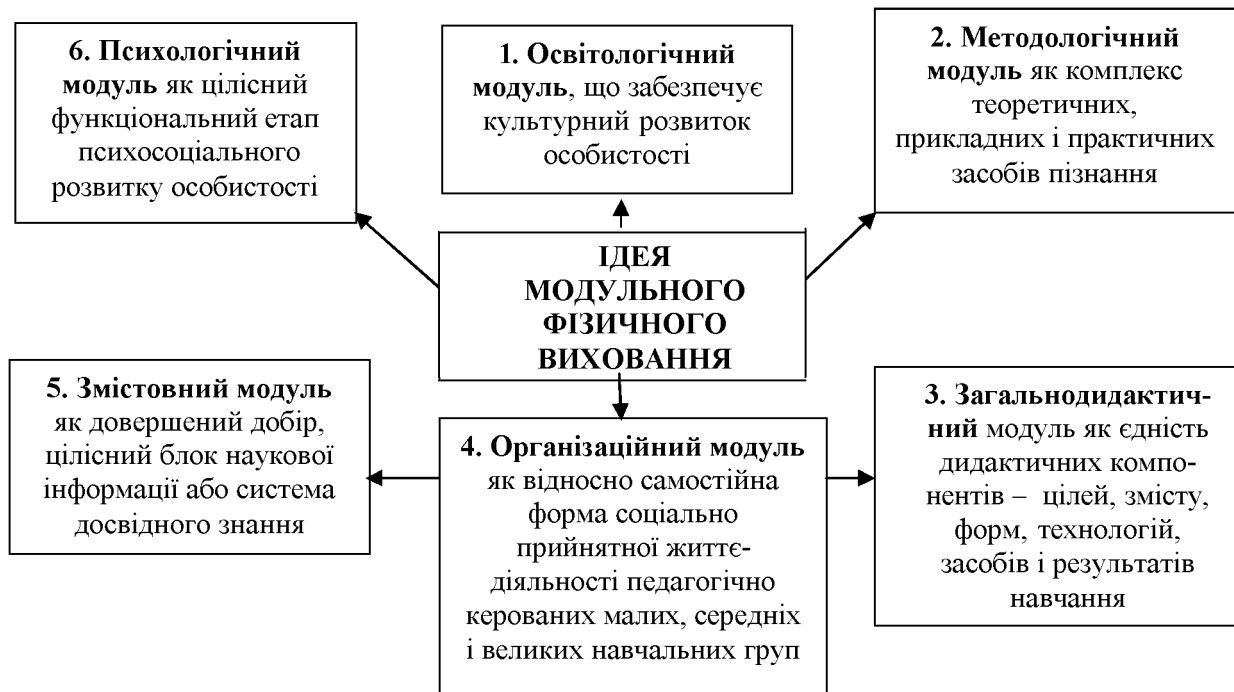 6. Психологічний
модуль як цілісний
функціональний етап
психосоціального
розвитку особистості
1. Освітологічний
модуль, що забезпечує
культурний розвиток
особистості
2. Методологічний
модуль як комплекс
теоретичних,
прикладних і практичних
засобів пізнання
ІДЕЯ
МОДУЛЬНОГО
ФІЗИЧНОГО
ВИХОВАННЯ
5. Змістовний модуль
як довершений добір,
цілісний блок наукової
інформації або система
досвідного знання
4. Організаційний модуль
як відносно самостійна
форма соціально
прийнятної життє-
діяльності педагогічно
керованих малих, середніх
і великих навчальних груп
3. Загальнодидактич-
ний модуль як єдність
дидактичних компо-
нентів – цілей, змісту,
форм, технологій,
засобів і результатів
навчання